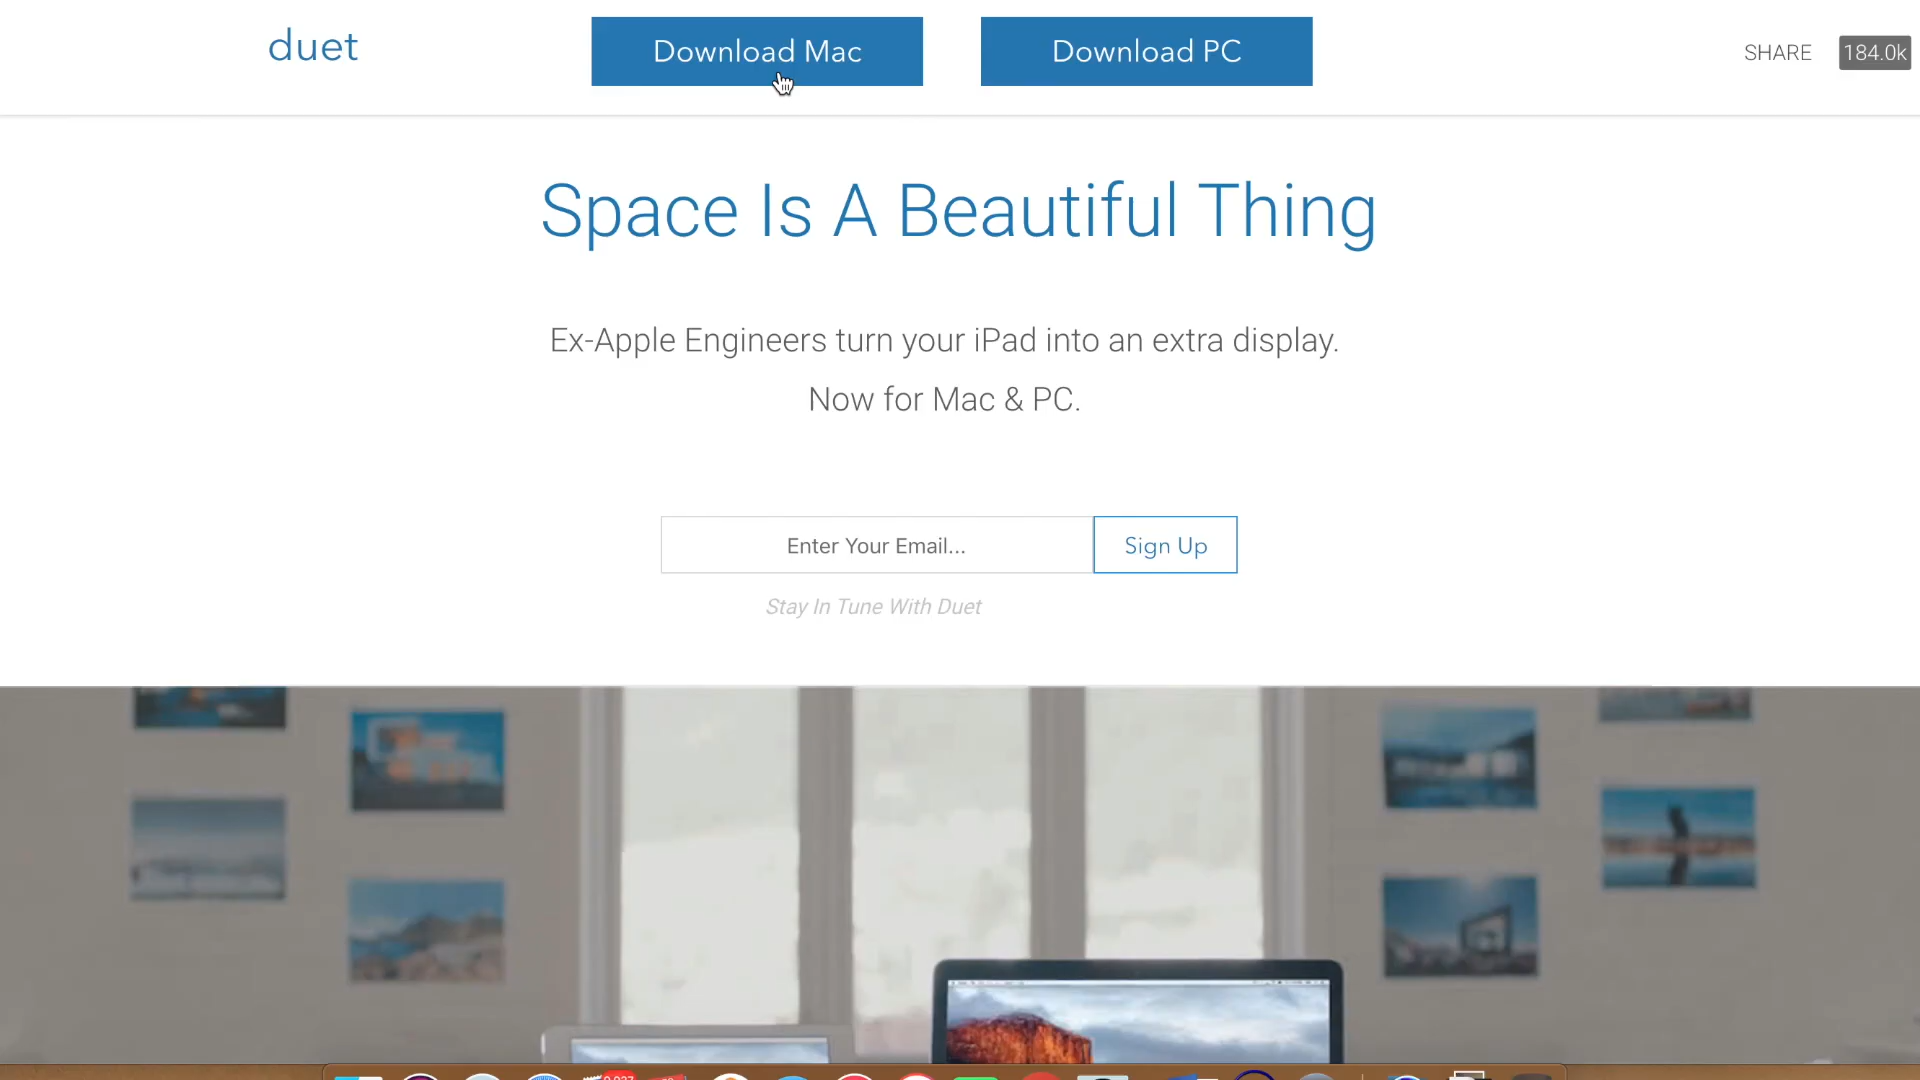 duet
Download Mac
Download PC
SHARE
184.0k
Space Is A Beautiful Thing
Ex-Apple Engineers turn your iPad into an extra display.
Now for Mac & PC.
Enter Your Email...
Sign Up
Stay In Tune With Duet